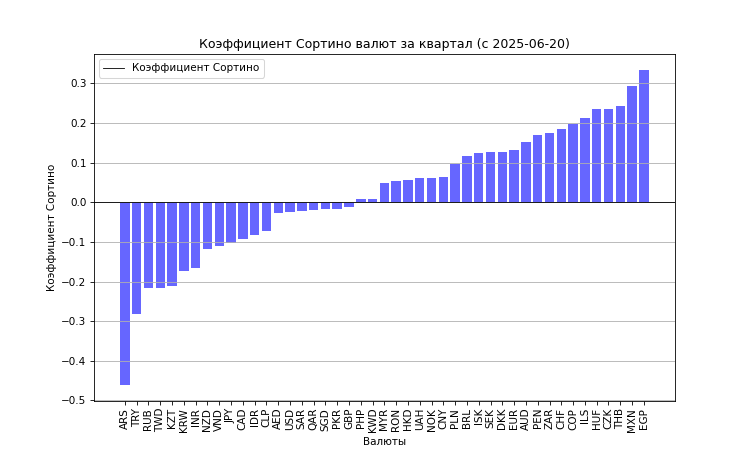 Коэффициент Сортино валют за квартал (с 2025-06-20)
Коэффициент Сортино
Коэффициент Сортино
0.3
0.2
0.1
0.0
−0.1
−0.2
−0.3
−0.4
−0.5
ARS TRY RUB TWD KZT KRW INR NZD VND JPY CAD IDR CLP AED USD SAR QAR SGD PKR GBP PHP KWD MYR RON HKD UAH NOK CNY PLN BRL ISK SEK DKK EUR AUD PEN ZAR CHF COP ILS HUF CZK THB MXN EGP
Валюты